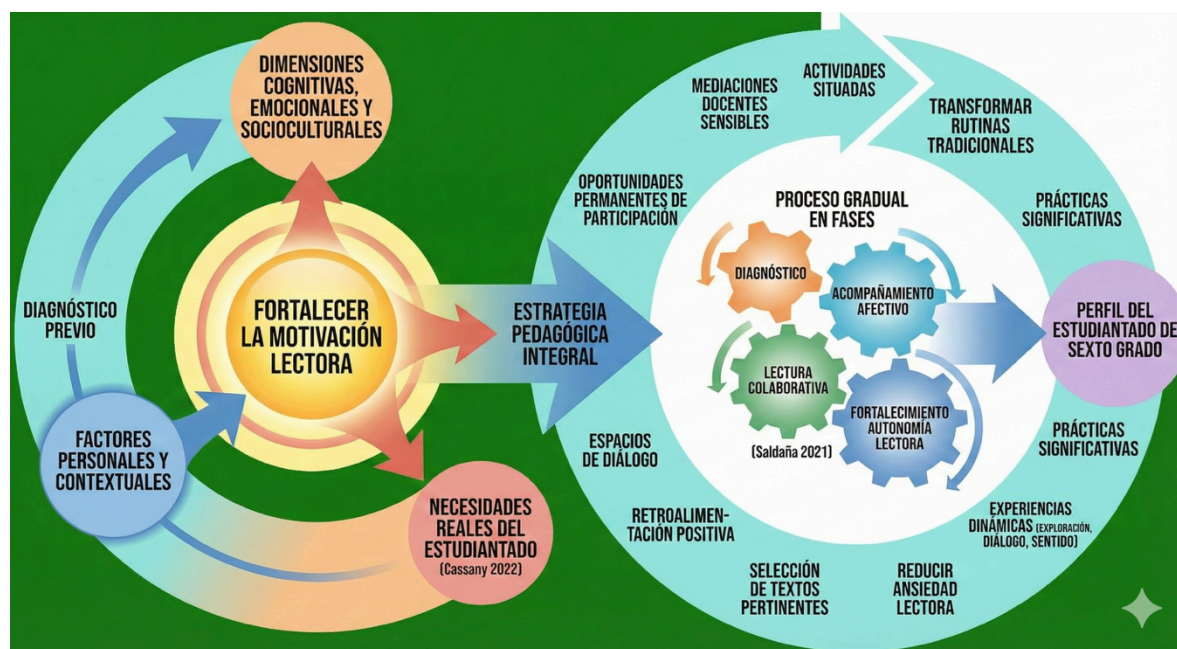 DIMENSIONES
COGNITIVAS,
EMOCIONALES Y
SOCIOCULTURALES
DIAGNÓSTICO
PREVIO
FORTALECER
LA MOTIVACIÓN
LECTORA
FACTORES
PERSONALES Y
CONTEXTUALES
NECESIDADES
REALES DEL
ESTUDIANTADO
(Cassany 2022)
ESTRATEGIA
PEDAGÓGICA
INTEGRAL
OPORTUNIDADES
PERMANENTES DE
PARTICIPACIÓN
MEDIACIONES
DOCENTES
SENSIBLES
ACTIVIDADES
SITUADAS
TRANSFORMAR
RUTINAS
TRADICIONALES
PRÁCTICAS
SIGNIFICATIVAS
PROCESO GRADUAL
EN FASES
DIAGNÓSTICO
ACOMPAÑAMIENTO
AFECTIVO
LECTURA
COLABORATIVA
FORTALECIMIENTO
AUTONOMÍA
LECTORA
(Saldaña 2021)
PERFIL DEL
ESTUDIANTADO DE
SEXTO GRADO
PRÁCTICAS
SIGNIFICATIVAS
EXPERIENCIAS
DINÁMICAS (EXPLORACIÓN,
DIÁLOGO, SENTIDO)
REDUCIR
ANSIEDAD
LECTORA
SELECCIÓN
DE TEXTOS
PERTINENTES
RETROALIMEN-
TACIÓN POSITIVA
ESPACIOS
DE DIÁLOGO